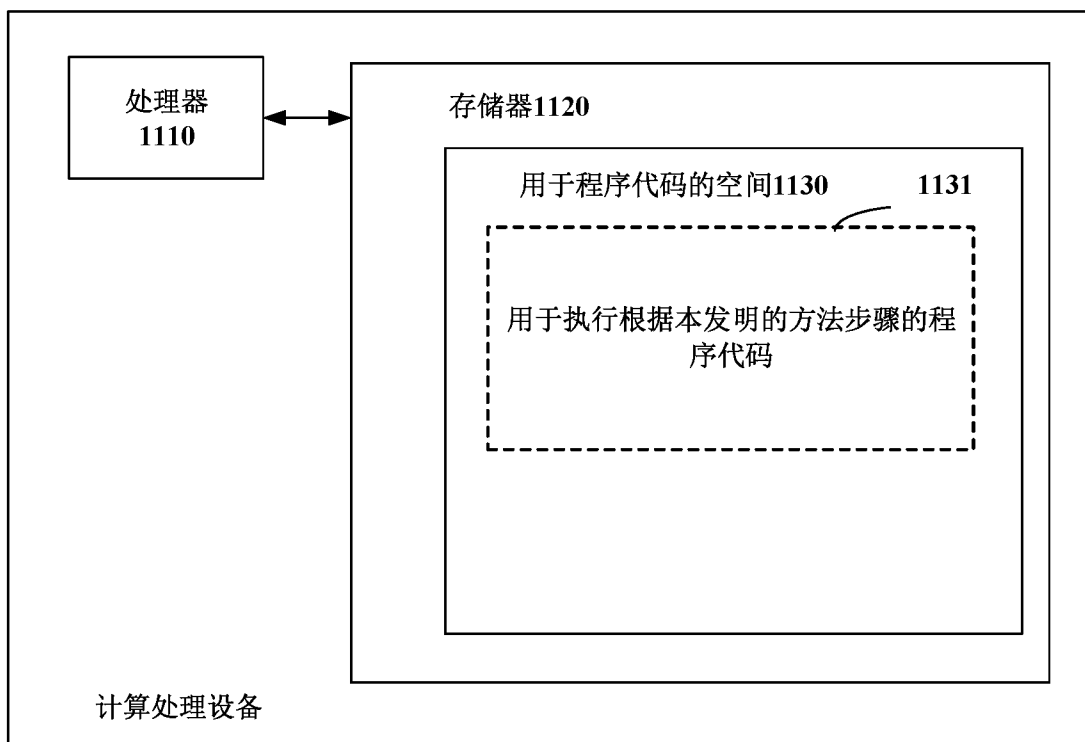 处理器
1110
存储器1120
用于程序代码的空间1130
1131
用于执行根据本发明的方法步骤的程
序代码
计算处理设备